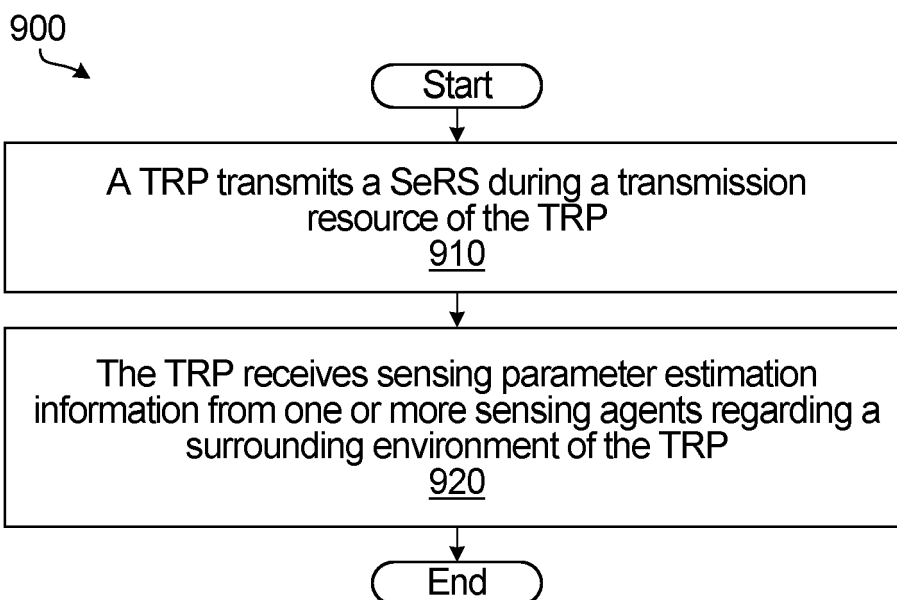 900
Start
A TRP transmits a SeRS during a transmission
resource of the TRP
910
The TRP receives sensing parameter estimation
information from one or more sensing agents regarding a
surrounding environment of the TRP
920
End